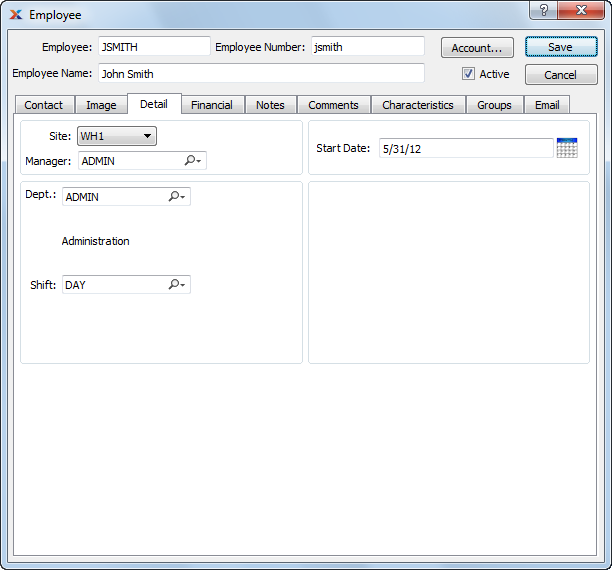 Employee
?
Employee: JSMITH Employee Number: jsmith Account... Save
Employee Name: John Smith Active Cancel
Contact Image Detail Financial Notes Comments Characteristics Groups Email
Site: WH1
Manager: ADMIN
Start Date: 5/31/12
Dept.: ADMIN
Administration
Shift: DAY